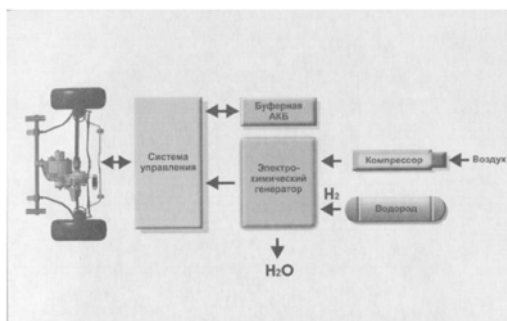 Буферная
АКБ
Система
управления
Электро-
химический
генератор
Компрессор
Воздух
H₂
Водород
H₂O